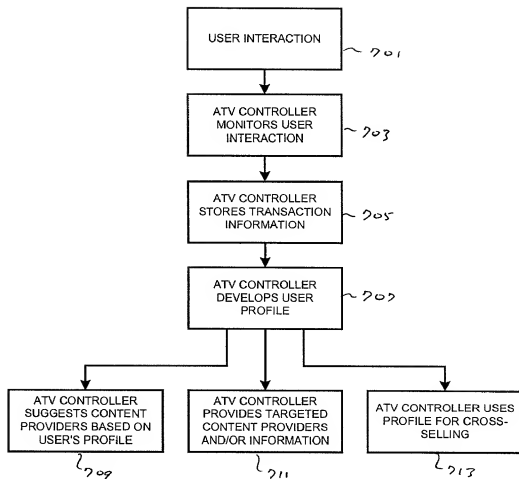 USER INTERACTION
701
ATV CONTROLLER
MONITORS USER
INTERACTION
703
ATV CONTROLLER
STORES TRANSACTION
INFORMATION
705
ATV CONTROLLER
DEVELOPS USER
PROFILE
707
ATV CONTROLLER
SUGGESTS CONTENT
PROVIDERS BASED ON
USER'S PROFILE
ATV CONTROLLER
PROVIDES TARGETED
CONTENT PROVIDERS
AND/OR INFORMATION
ATV CONTROLLER USES
PROFILE FOR CROSS-
SELLING
709
711
713